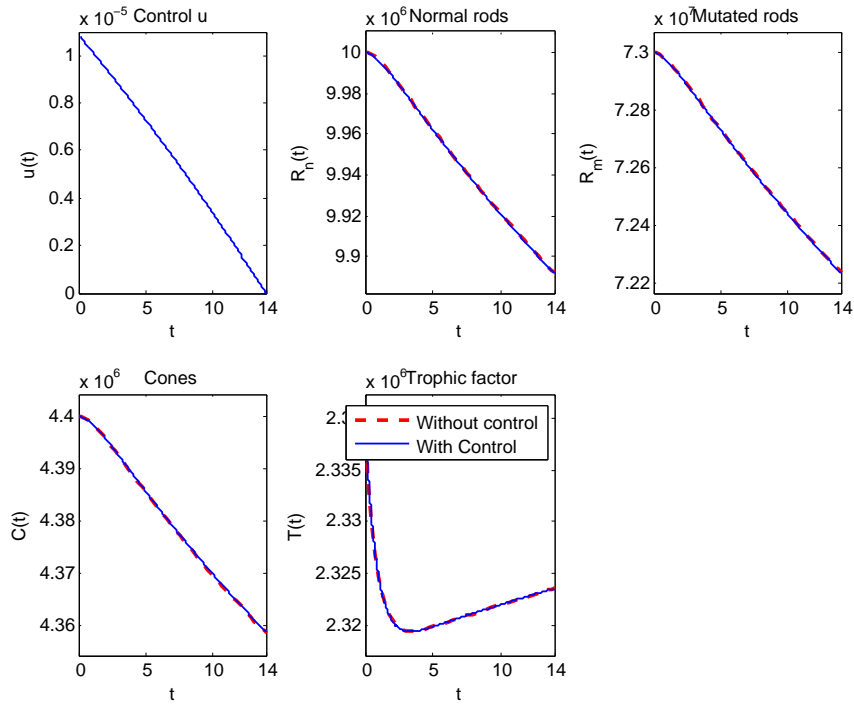 x 10⁻⁵ Control u
1
0.8
0.6
0.4
0.2
0
u(t)
0 5 10 14
t
x 10⁶ Normal rods
10
9.98
9.96
9.94
9.92
9.9
R_n(t)
0 5 10 14
t
x 10⁷ Mutated rods
7.3
7.28
7.26
7.24
7.22
R_m(t)
0 5 10 14
t
x 10⁶ Cones
4.4
4.39
4.38
4.37
4.36
C(t)
0 5 10 14
t
x 10⁶ Trophic factor
Without control
With Control
2.335
2.33
2.325
2.32
T(t)
0 5 10 14
t